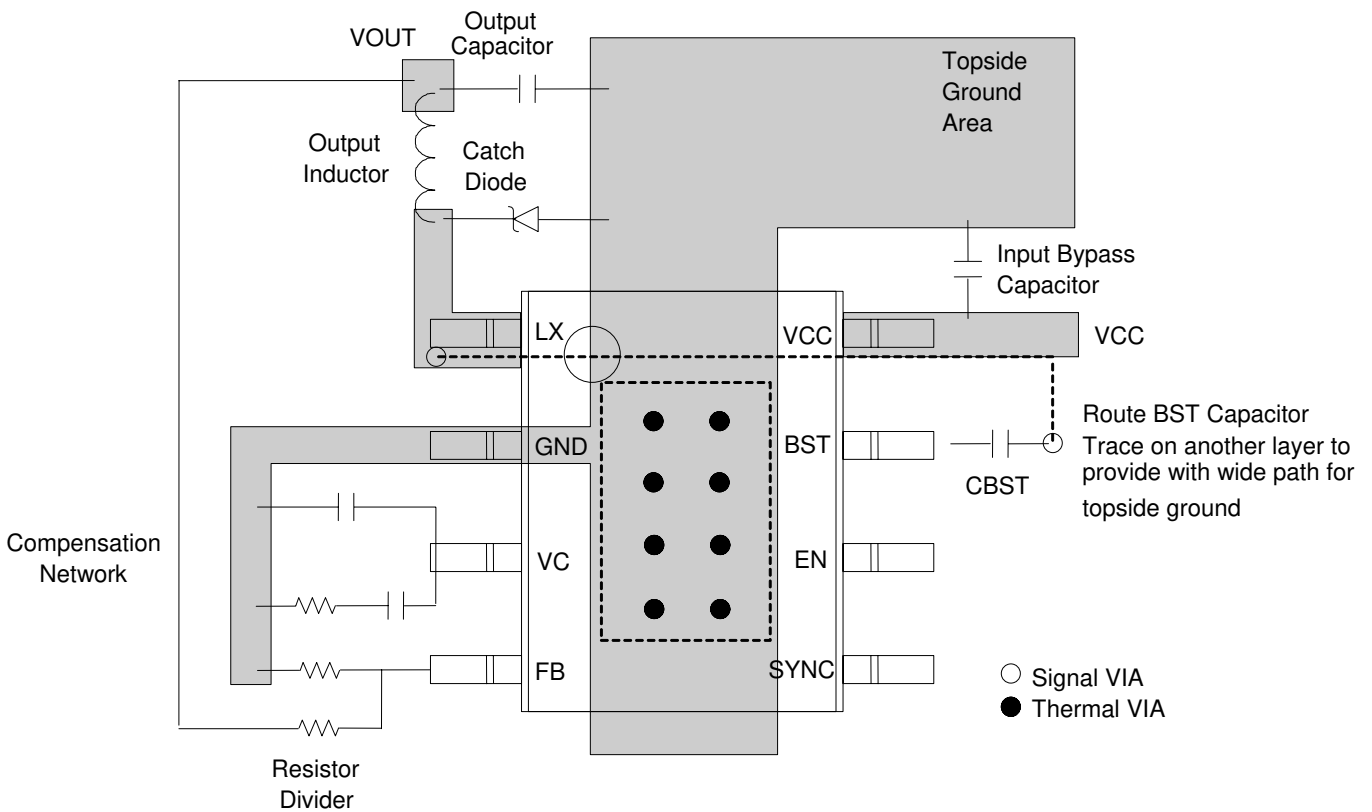 VOUT
Output
Capacitor
Topside
Ground
Area
Output
Inductor
Catch
Diode
Input Bypass
Capacitor
LX
VCC
VCC
GND
BST
CBST
Route BST Capacitor
Trace on another layer to
provide with wide path for
topside ground
Compensation
Network
VC
EN
FB
SYNC
Signal VIA
Thermal VIA
Resistor
Divider